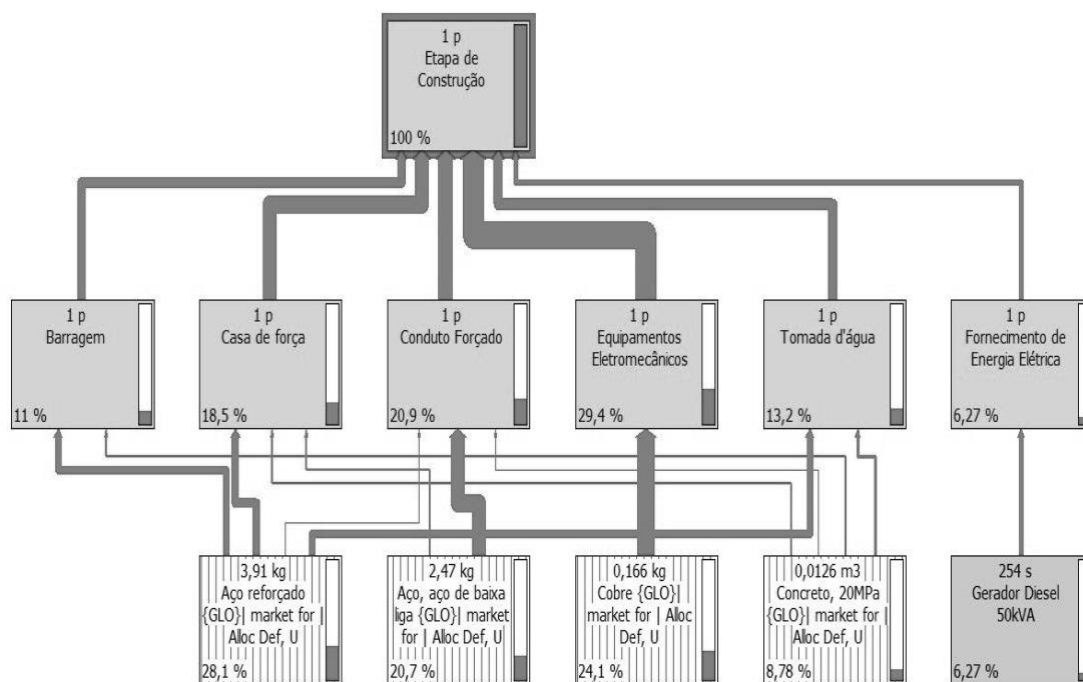 1 p
Etapa de
Construção
100 %
1 p
Barragem
11 %
1 p
Casa de força
18,5 %
1 p
Conduto Forçado
20,9 %
1 p
Equipamentos
Eletromecânicos
29,4 %
1 p
Tomada d'água
13,2 %
1 p
Fornecimento de
Energia Elétrica
6,27 %
3,91 kg
Aço reforçado
{GLO}| market for |
Alloc Def, U
28,1 %
2,47 kg
Aço, aço de baixa
liga {GLO}| market
for | Alloc Def, U
20,7 %
0,166 kg
Cobre {GLO}|
market for | Alloc
Def, U
24,1 %
0,0126 m3
Concreto, 20MPa
{GLO}| market for
| Alloc Def, U
8,78 %
254 s
Gerador Diesel
50kVA
6,27 %